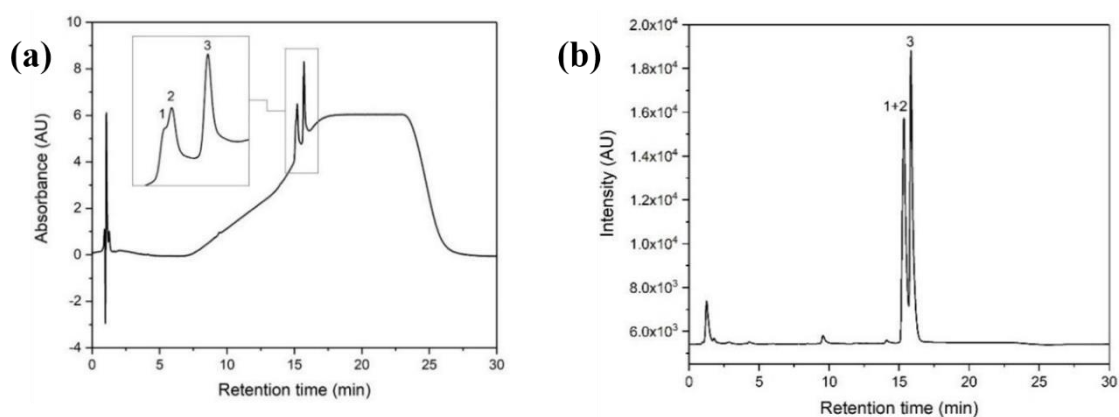 (a)
10
8
6
4
2
0
-2
-4
Absorbance (AU)
1
2
3
0 5 10 15 20 25 30
Retention time (min)
(b)
2.0x10⁴
1.8x10⁴
1.6x10⁴
1.4x10⁴
1.2x10⁴
1.0x10⁴
8.0x10³
6.0x10³
Intensity (AU)
3
1+2
0 5 10 15 20 25 30
Retention time (min)